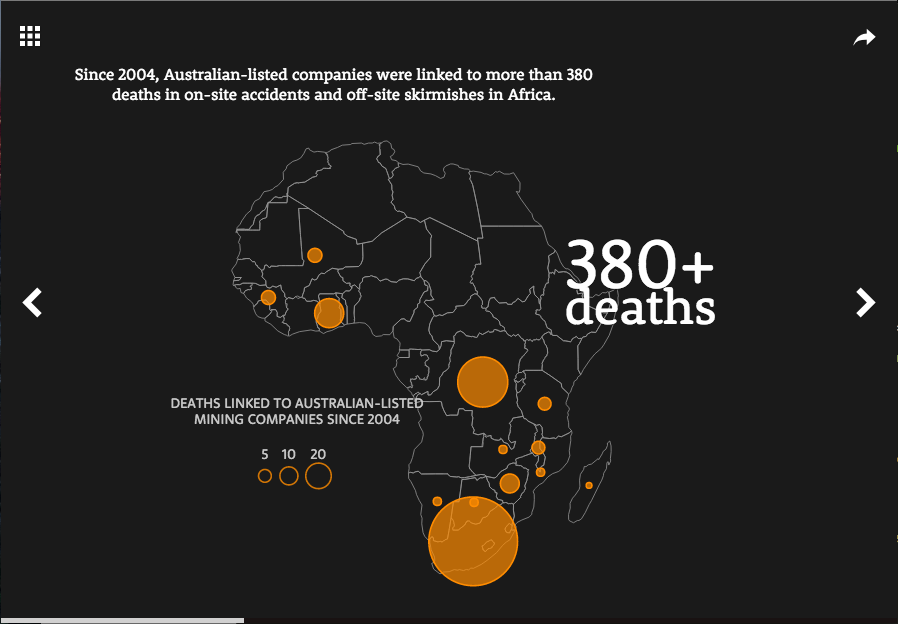 Since 2004, Australian-listed companies were linked to more than 380
deaths in on-site accidents and off-site skirmishes in Africa.
380+
deaths
DEATHS LINKED TO AUSTRALIAN-LISTED
MINING COMPANIES SINCE 2004
5 10 20